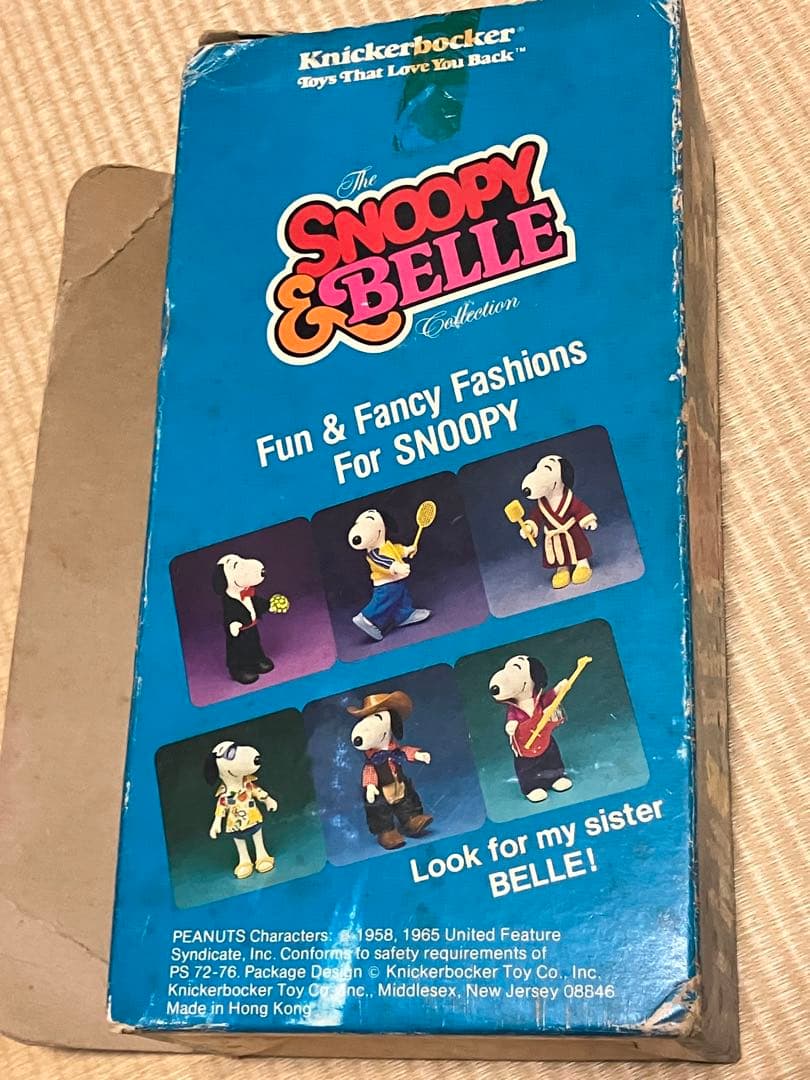 Knickerbocker®
Toys That Love You Back™
The
SNOOPY
& BELLE
Collection
Fun & Fancy Fashions
For SNOOPY
Look for my sister
BELLE!
PEANUTS Characters: © 1958, 1965 United Feature
Syndicate, Inc. Conforms to safety requirements of
PS 72-76. Package Design © Knickerbocker Toy Co., Inc.
Knickerbocker Toy Co., Inc., Middlesex, New Jersey 08846
Made in Hong Kong